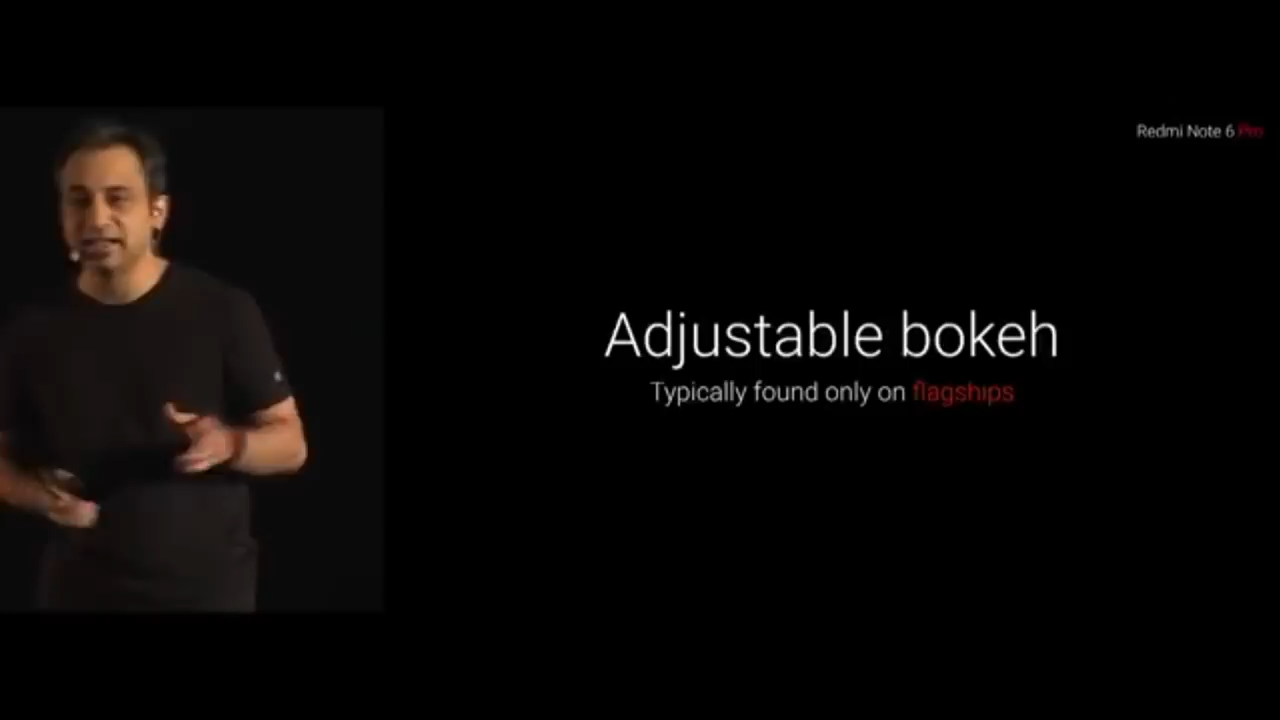 Redmi Note 6 Pro
Adjustable bokeh
Typically found only on flagships